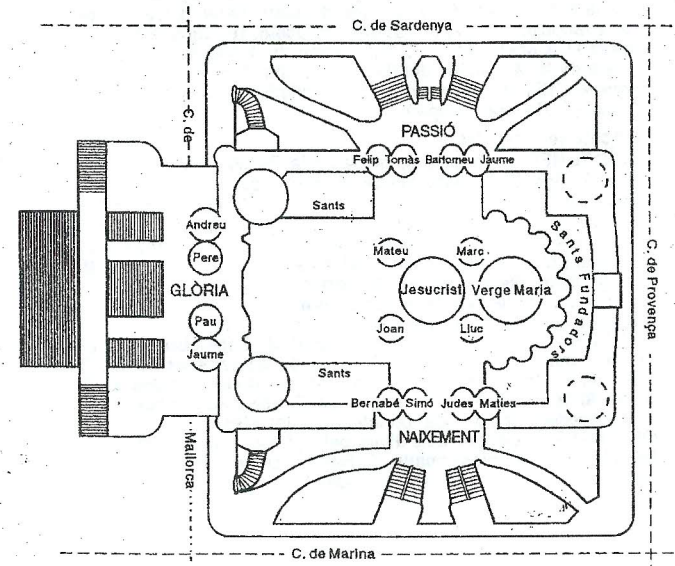 C. de Sardenya
C. de
PASSIÓ
Felip Tomàs Bartomeu Jaume
Sants
Andreu
Sants Fundadors
Mateu Marc
Pere
C. de Provença
GLÒRIA
Jesucrist Verge Maria
Pau
Joan Lluc
Jaume
Sants
Bernabé Simó Judes Maties
NAIXEMENT
Mallorca
C. de Marina